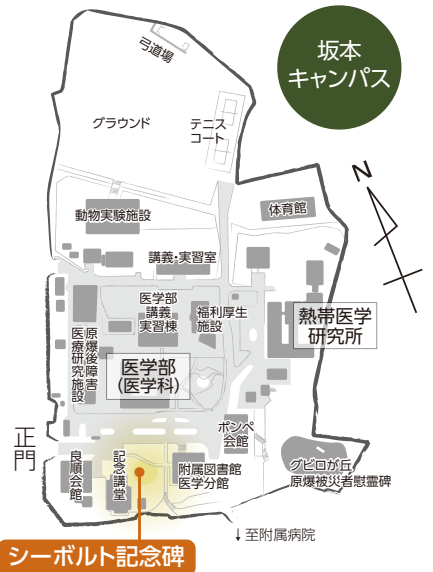 坂本
キャンパス
弓道場
グラウンド
テニス
コート
N
動物実験施設
体育館
講義・実習室
医学部
講義
実習棟
福利厚生
施設
熱帯医学
研究所
原爆後障害
医療研究施設
医学部
（医学科）
正門
良順会館
記念講堂
附属図書館
医学分館
ポンペ
会館
グビロが丘
原爆被災者慰霊碑
↓至附属病院
シーボルト記念碑